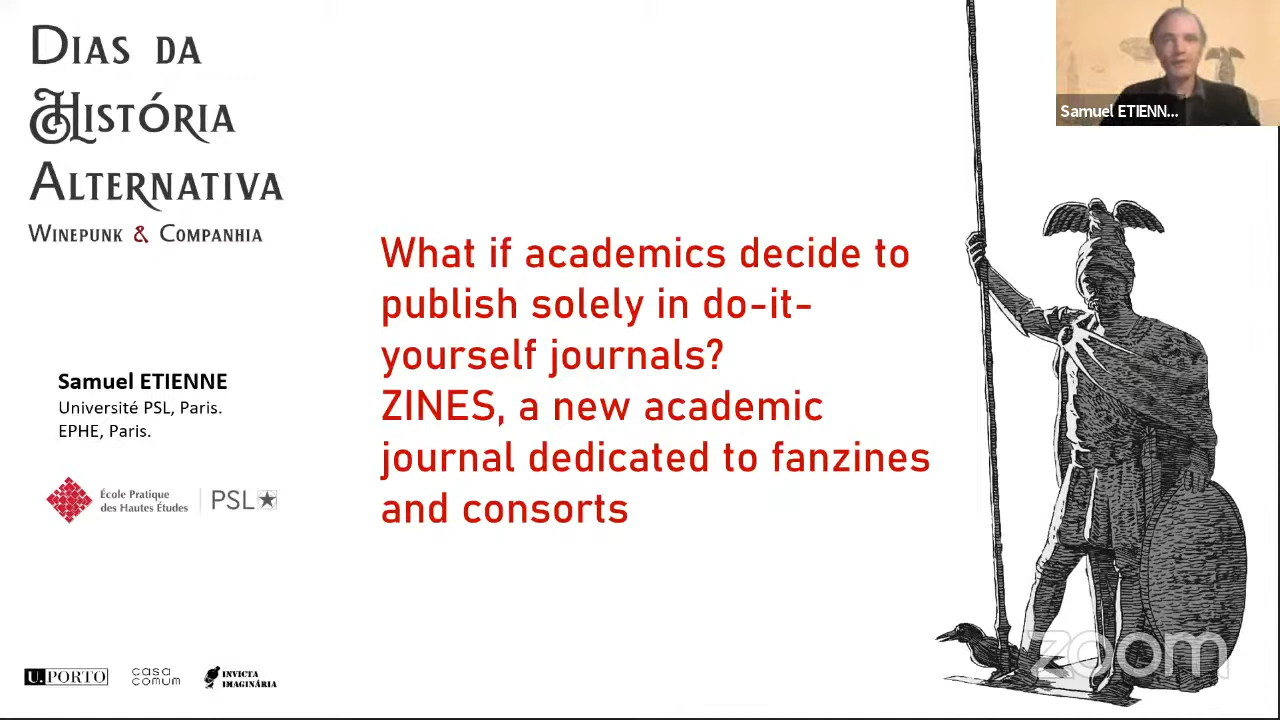 DIAS DA
HISTÓRIA
ALTERNATIVA
WINEPUNK & COMPANHIA
Samuel ETIENN...
What if academics decide to
publish solely in do-it-
yourself journals?
ZINES, a new academic
journal dedicated to fanzines
and consorts
Samuel ETIENNE
Université PSL, Paris.
EPHE, Paris.
École Pratique
des Hautes Études
PSL
U.PORTO
casa
comum
INVICTA
IMAGINÁRIA
zoom